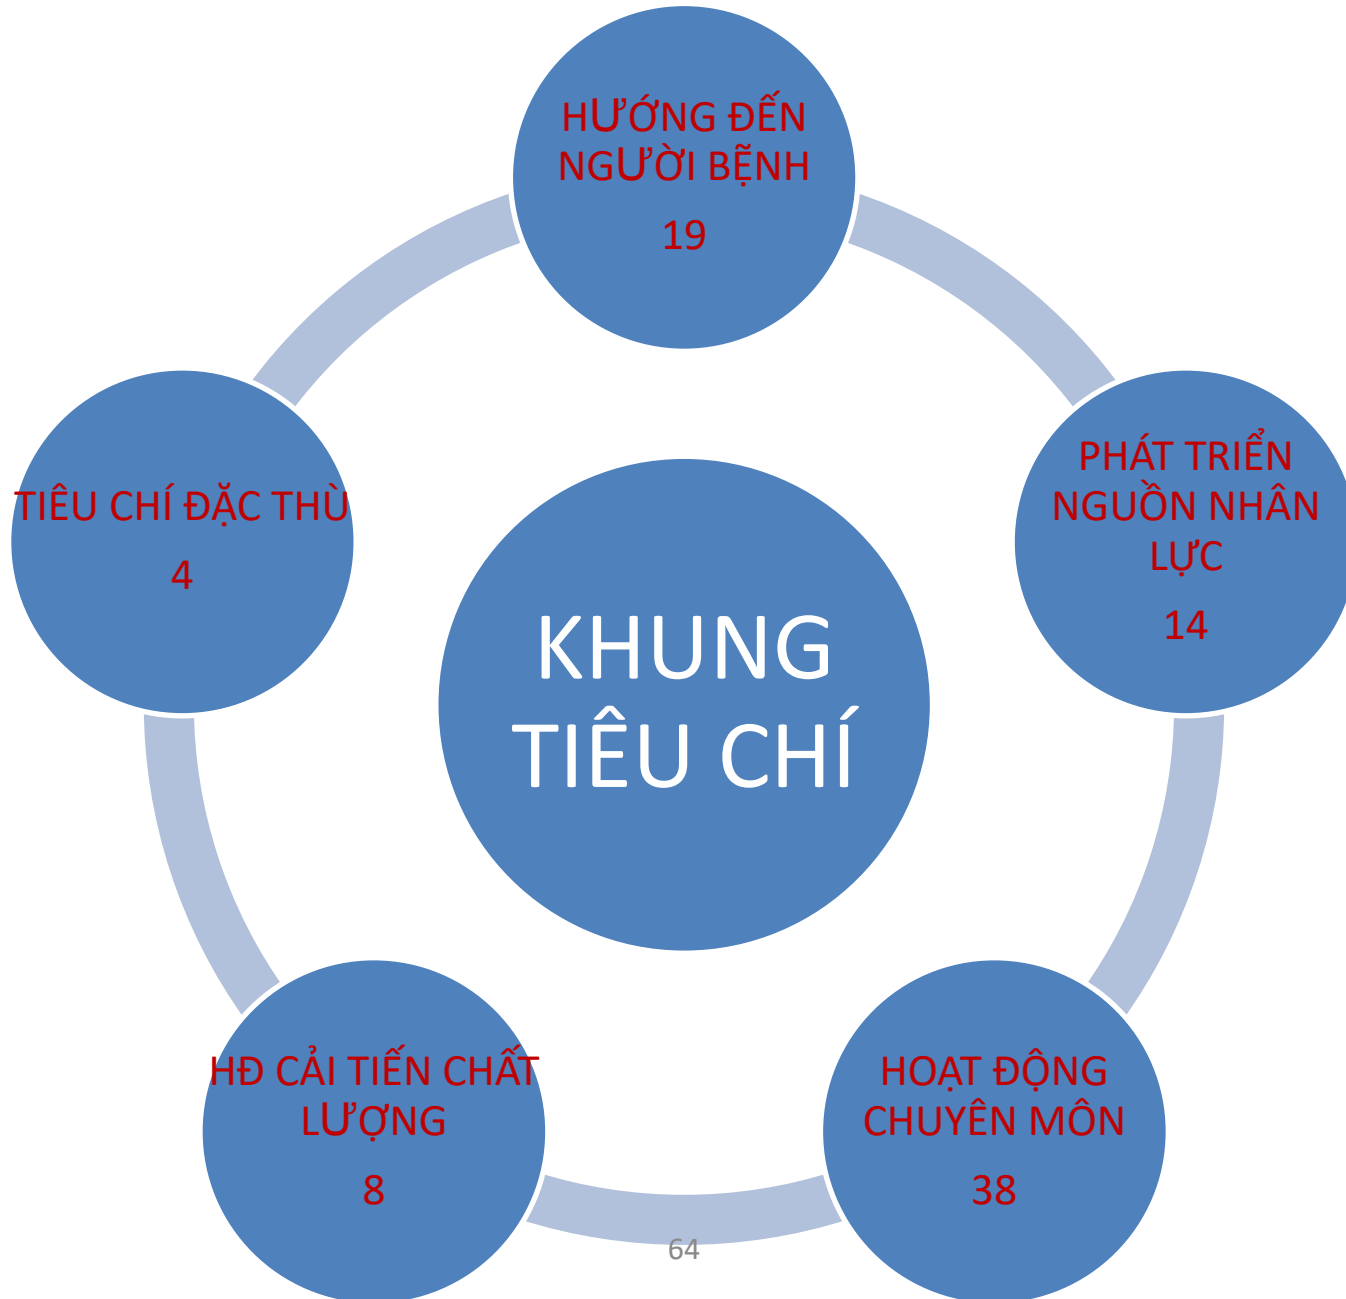 HƯỚNG ĐẾN
NGƯỜI BỆNH
19
PHÁT TRIỂN
NGUỒN NHÂN
LỰC
14
TIÊU CHÍ ĐẶC THÙ
4
KHUNG
TIÊU CHÍ
HĐ CẢI TIẾN CHẤT
LƯỢNG
8
HOẠT ĐỘNG
CHUYÊN MÔN
38
64